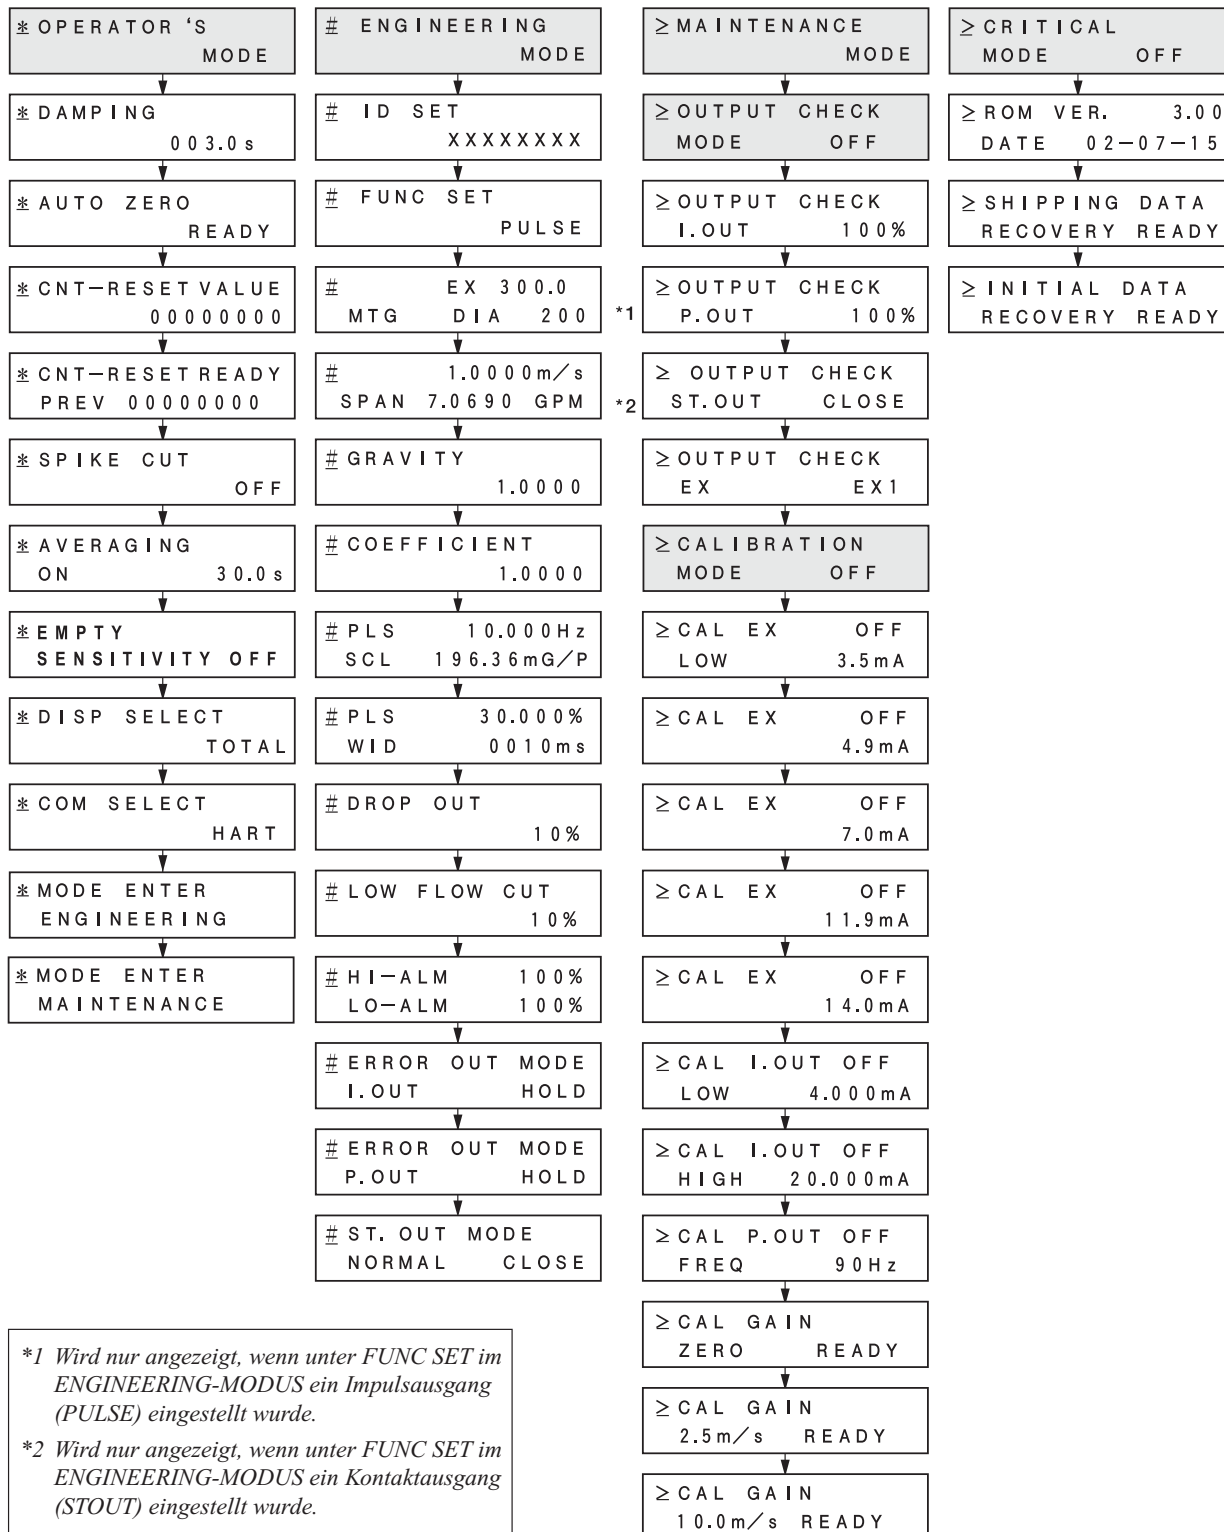 * OPERATOR 'S
MODE
* DAMPING
003.0s
* AUTO ZERO
READY
* CNT-RESET VALUE
00000000
* CNT-RESET READY
PREV 00000000
* SPIKE CUT
OFF
* AVERAGING
ON 30.0s
* EMPTY
SENSITIVITY OFF
* DISP SELECT
TOTAL
* COM SELECT
HART
* MODE ENTER
ENGINEERING
* MODE ENTER
MAINTENANCE
# ENGINEERING
MODE
# ID SET
XXXXXXXX
# FUNC SET
PULSE
# EX 300.0
MTG DIA 200
# 1.0000m/s
SPAN 7.0690 GPM
# GRAVITY
1.0000
# COEFFICIENT
1.0000
# PLS 10.000Hz
SCL 196.36mG/P
# PLS 30.000%
WID 0010ms
# DROP OUT
10%
# LOW FLOW CUT
10%
# HI-ALM 100%
LO-ALM 100%
# ERROR OUT MODE
I.OUT HOLD
# ERROR OUT MODE
P.OUT HOLD
# ST. OUT MODE
NORMAL CLOSE
≥ MAINTENANCE
MODE
≥ OUTPUT CHECK
MODE OFF
≥ OUTPUT CHECK
I.OUT 100%
*1
≥ OUTPUT CHECK
P.OUT 100%
*2
≥ OUTPUT CHECK
ST.OUT CLOSE
≥ OUTPUT CHECK
EX EX1
≥ CALIBRATION
MODE OFF
≥ CAL EX OFF
LOW 3.5mA
≥ CAL EX OFF
4.9mA
≥ CAL EX OFF
7.0mA
≥ CAL EX OFF
11.9mA
≥ CAL EX OFF
14.0mA
≥ CAL I.OUT OFF
LOW 4.000mA
≥ CAL I.OUT OFF
HIGH 20.000mA
≥ CAL P.OUT OFF
FREQ 90Hz
≥ CAL GAIN
ZERO READY
≥ CAL GAIN
2.5m/s READY
≥ CAL GAIN
10.0m/s READY
≥ CRITICAL
MODE OFF
≥ ROM VER. 3.00
DATE 02-07-15
≥ SHIPPING DATA
RECOVERY READY
≥ INITIAL DATA
RECOVERY READY
*1 Wird nur angezeigt, wenn unter FUNC SET im
ENGINEERING-MODUS ein Impulsausgang
(PULSE) eingestellt wurde.
*2 Wird nur angezeigt, wenn unter FUNC SET im
ENGINEERING-MODUS ein Kontaktausgang
(STOUT) eingestellt wurde.